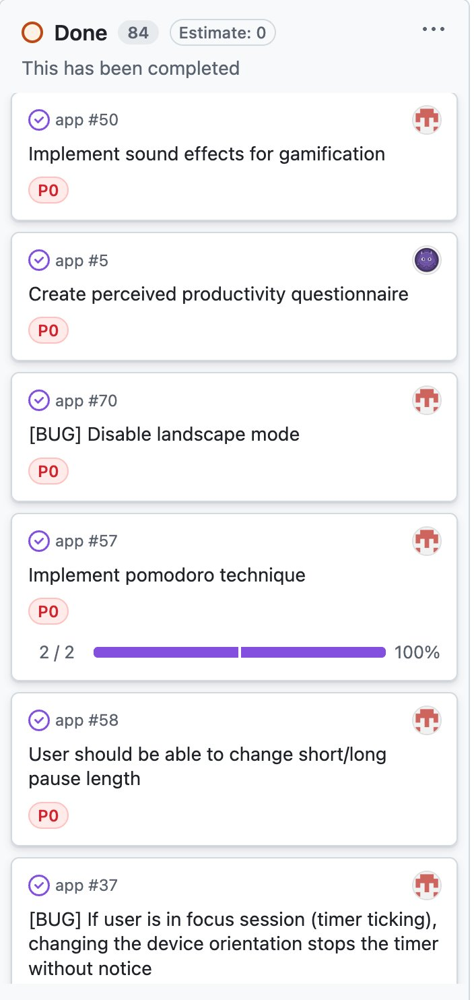 Done 84 Estimate: 0 ...
This has been completed
app #50
Implement sound effects for gamification
P0
app #5
Create perceived productivity questionnaire
P0
app #70
[BUG] Disable landscape mode
P0
app #57
Implement pomodoro technique
P0
2 / 2 100%
app #58
User should be able to change short/long
pause length
P0
app #37
[BUG] If user is in focus session (timer ticking),
changing the device orientation stops the timer
without notice